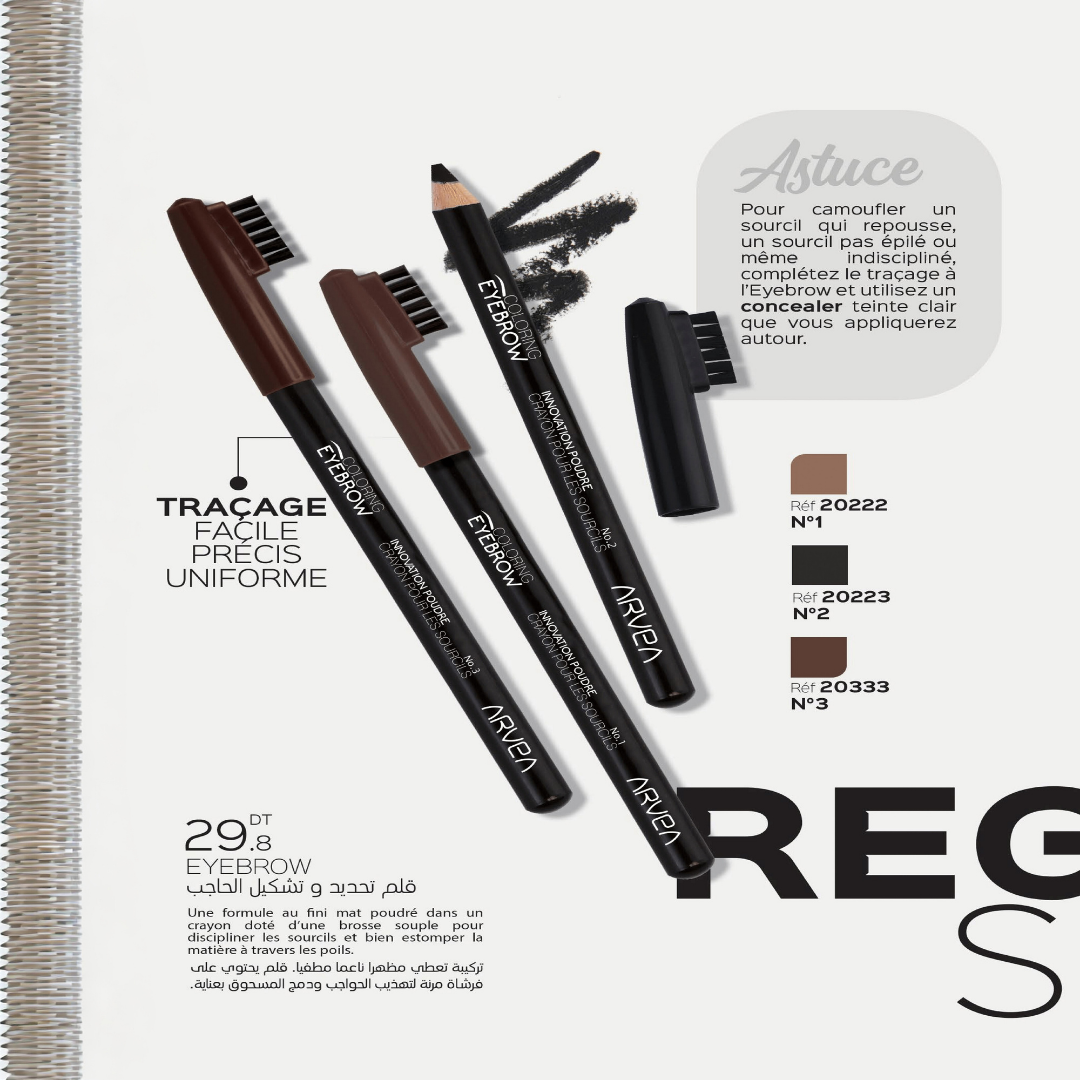 Astuce
Pour camoufler un
sourcil qui repousse,
un sourcil pas épilé ou
même indiscipliné,
complétez le traçage à
l'Eyebrow et utilisez un
concealer teinte clair
que vous appliquerez
autour.
COLORING
EYEBROW
INNOVATION POUDRE
CRAYON POUR LES SOURCILS
No.2
ARVEA
COLORING
EYEBROW
INNOVATION POUDRE
CRAYON POUR LES SOURCILS
No.3
ARVEA
COLORING
EYEBROW
INNOVATION POUDRE
CRAYON POUR LES SOURCILS
No.1
ARVEA
TRAÇAGE
FAÇILE
PRÉCIS
UNIFORME
Réf 20222
N°1
Réf 20223
N°2
Réf 20333
N°3
REG
S
29.8 DT
EYEBROW
قلم تحديد و تشكيل الحاجب
Une formule au fini mat poudré dans un
crayon doté d'une brosse souple pour
discipliner les sourcils et bien estomper la
matière à travers les poils.
تركيبة تعطي مظهرا ناعما مطفيا. قلم يحتوي على
فرشاة مرنة لتهذيب الحواجب ودمج المسحوق بعناية.